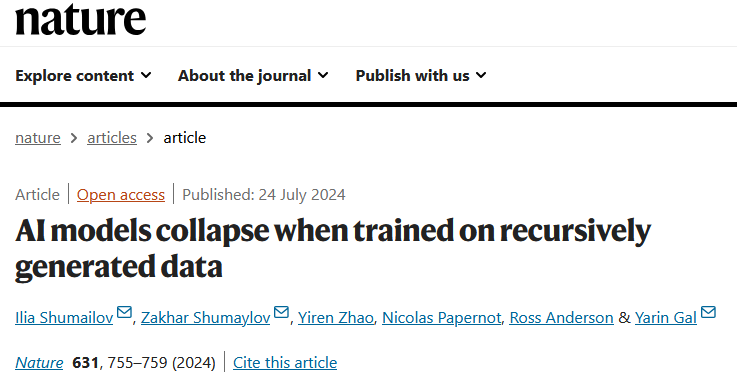 nature
Explore content About the journal Publish with us
nature > articles > article
Article | Open access | Published: 24 July 2024
AI models collapse when trained on recursively
generated data
Ilia Shumailov, Zakhar Shumaylov, Yiren Zhao, Nicolas Papernot, Ross Anderson & Yarin Gal
Nature 631, 755–759 (2024) | Cite this article